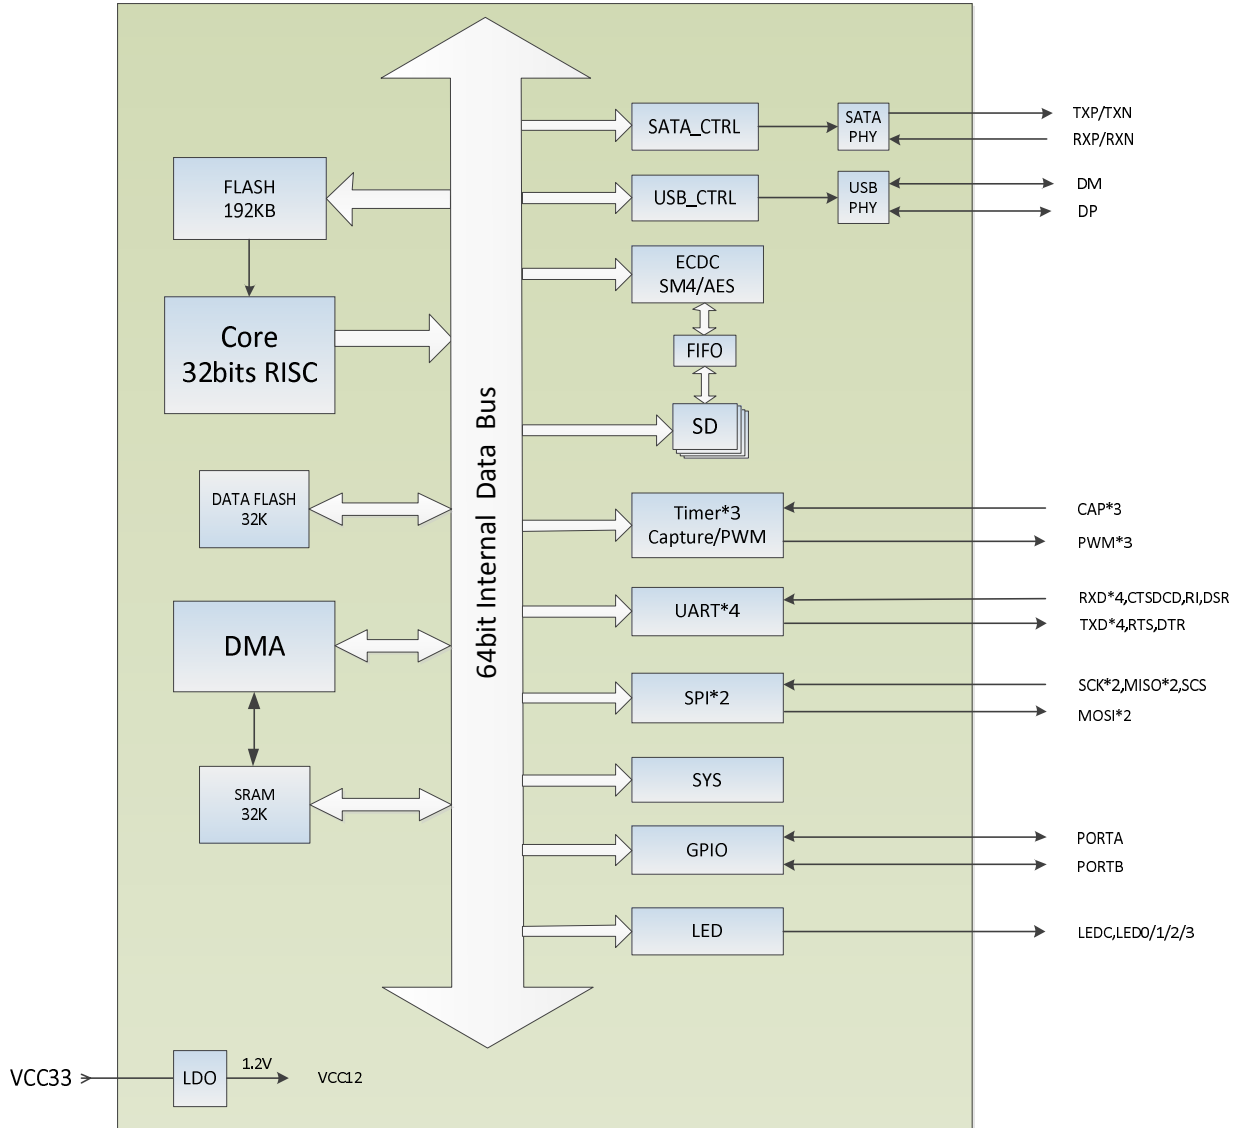 SATA_CTRL
SATA
PHY
TXP/TXN
RXP/RXN
FLASH
192KB
USB_CTRL
USB
PHY
DM
DP
ECDC
SM4/AES
Core
32bits RISC
FIFO
SD
64bit Internal Data Bus
DATA FLASH
32K
Timer*3
Capture/PWM
CAP*3
PWM*3
DMA
UART*4
RXD*4,CTSDCD,RI,DSR
TXD*4,RTS,DTR
SPI*2
SCK*2,MISO*2,SCS
MOSI*2
SRAM
32K
SYS
GPIO
PORTA
PORTB
LED
LEDC,LED0/1/2/3
VCC33
LDO
1.2V
VCC12